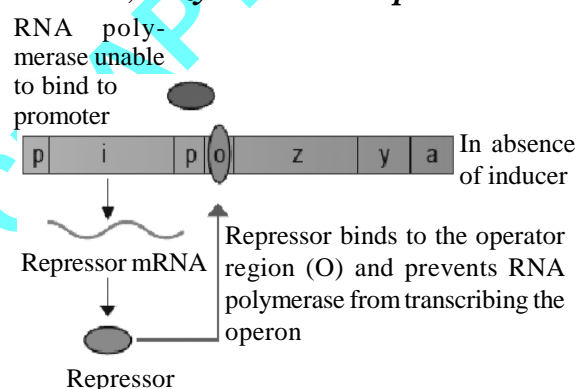 RNA poly-
merase unable
to bind to
promoter
p i p o z y a
In absence
of inducer
Repressor mRNA
Repressor binds to the operator
region (O) and prevents RNA
polymerase from transcribing the
operon
Repressor